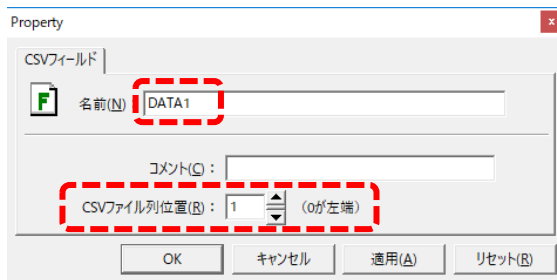 Property
x
CSVフィールド
F 名前(N): DATA1
コメント(C):
CSVファイル列位置(R): 1 (0が左端)
OK キャンセル 適用(A) リセット(R)